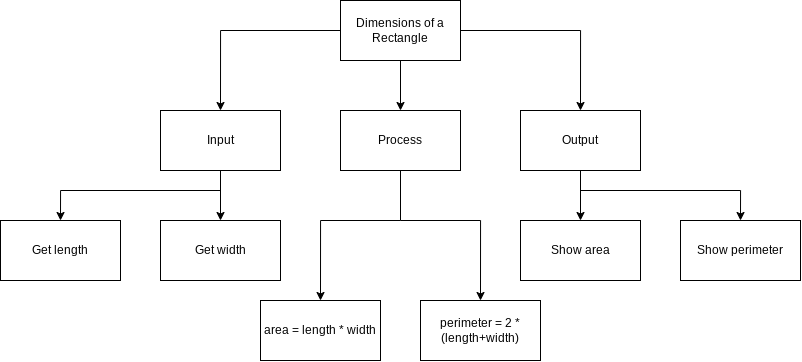 Dimensions of a
Rectangle
Input
Process
Output
Get length
Get width
Show area
Show perimeter
area = length * width
perimeter = 2 *
(length+width)